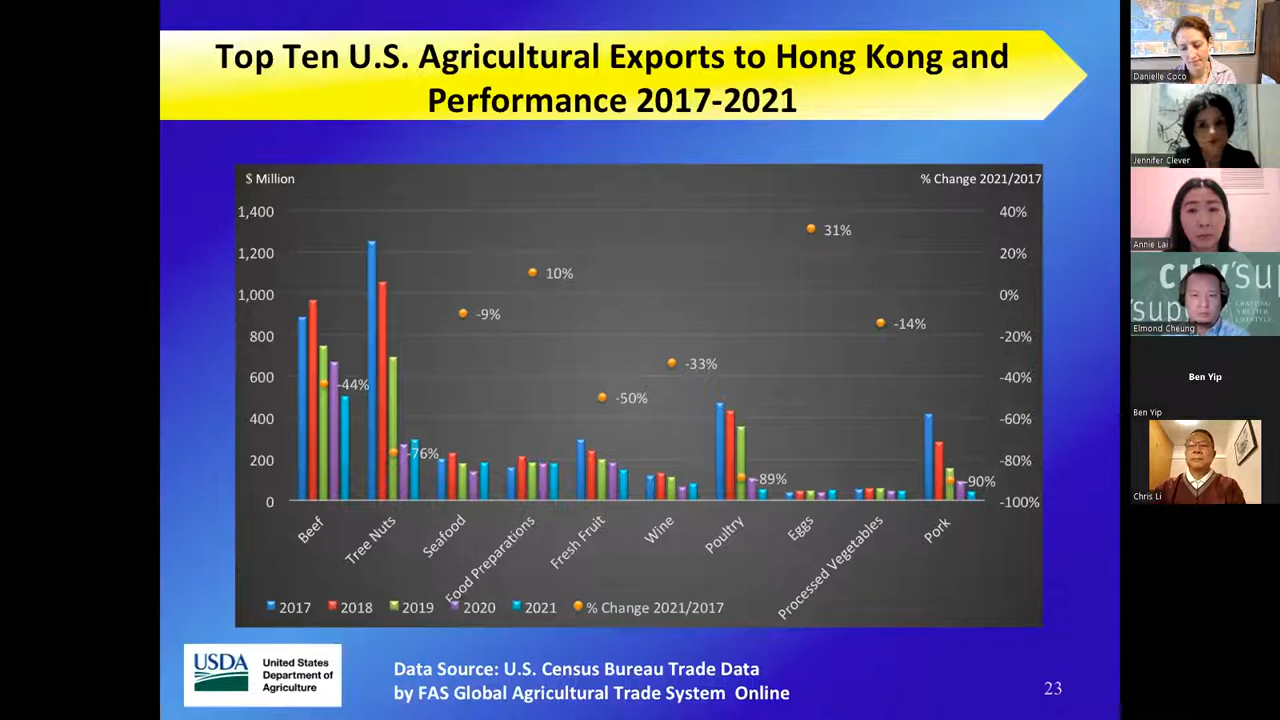 Top Ten U.S. Agricultural Exports to Hong Kong and
Performance 2017-2021
$ Million
% Change 2021/2017
1,400
1,200
1,000
800
600
400
200
0
40%
20%
0%
-20%
-40%
-60%
-80%
-100%
-44%
-76%
-9%
10%
-50%
-33%
-89%
31%
-14%
-90%
Beef
Tree Nuts
Seafood
Food Preparations
Fresh Fruit
Wine
Poultry
Eggs
Processed Vegetables
Pork
2017
2018
2019
2020
2021
% Change 2021/2017
USDA
United States
Department of
Agriculture
Data Source: U.S. Census Bureau Trade Data
by FAS Global Agricultural Trade System Online
23
Danielle Coco
Jennifer Clever
Annie Lai
Elmond Cheung
Ben Yip
Ben Yip
Chris Li